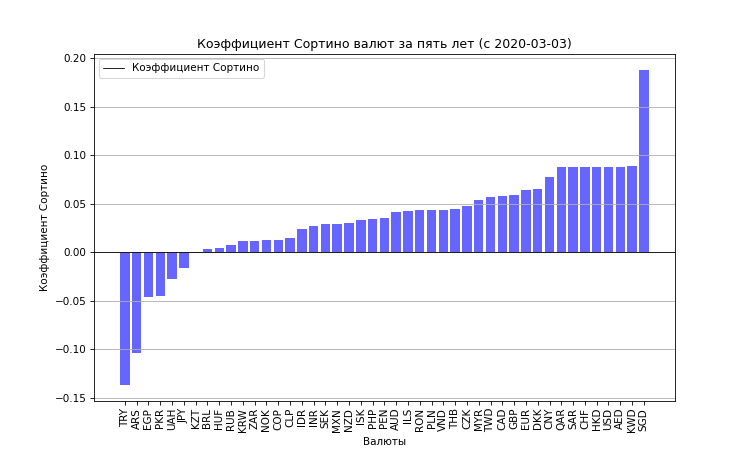 Коэффициент Сортино валют за пять лет (с 2020-03-03)
Коэффициент Сортино
0.20
0.15
0.10
0.05
0.00
−0.05
−0.10
−0.15
Коэффициент Сортино
TRY
ARS
EGP
PKR
UAH
JPY
KZT
BRL
HUF
RUB
KRW
ZAR
NOK
COP
CLP
IDR
INR
SEK
MXN
NZD
ISK
PHP
PEN
AUD
ILS
RON
PLN
VND
THB
CZK
MYR
TWD
CAD
GBP
EUR
DKK
CNY
QAR
SAR
CHF
HKD
USD
AED
KWD
SGD
Валюты